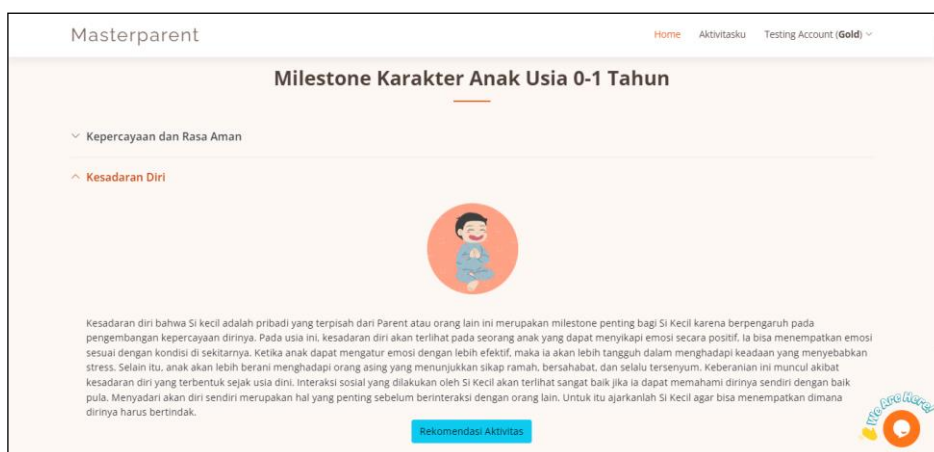 Masterparent
Home Aktivitasku Testing Account (Gold)
Milestone Karakter Anak Usia 0-1 Tahun
Kepercayaan dan Rasa Aman
Kesadaran Diri
Kesadaran diri bahwa Si kecil adalah pribadi yang terpisah dari Parent atau orang lain ini merupakan milestone penting bagi Si Kecil karena berpengaruh pada
pengembangan kepercayaan dirinya. Pada usia ini, kesadaran diri akan terlihat pada seorang anak yang dapat menyikapi emosi secara positif. Ia bisa menempatkan emosi
sesuai dengan kondisi di sekitarnya. Ketika anak dapat mengatur emosi dengan lebih efektif, maka ia akan lebih tangguh dalam menghadapi keadaan yang menyebabkan
stress. Selain itu, anak akan lebih berani menghadapi orang asing yang menunjukkan sikap ramah, bersahabat, dan selalu tersenyum. Keberanian ini muncul akibat
kesadaran diri yang terbentuk sejak usia dini. Interaksi sosial yang dilakukan oleh Si Kecil akan terlihat sangat baik jika ia dapat memahami dirinya sendiri dengan baik
pula. Menyadari akan diri sendiri merupakan hal yang penting sebelum berinteraksi dengan orang lain. Untuk itu ajarkanlah Si Kecil agar bisa menempatkan dimana
dirinya harus bertindak.
We Are Here!
Rekomendasi Aktivitas